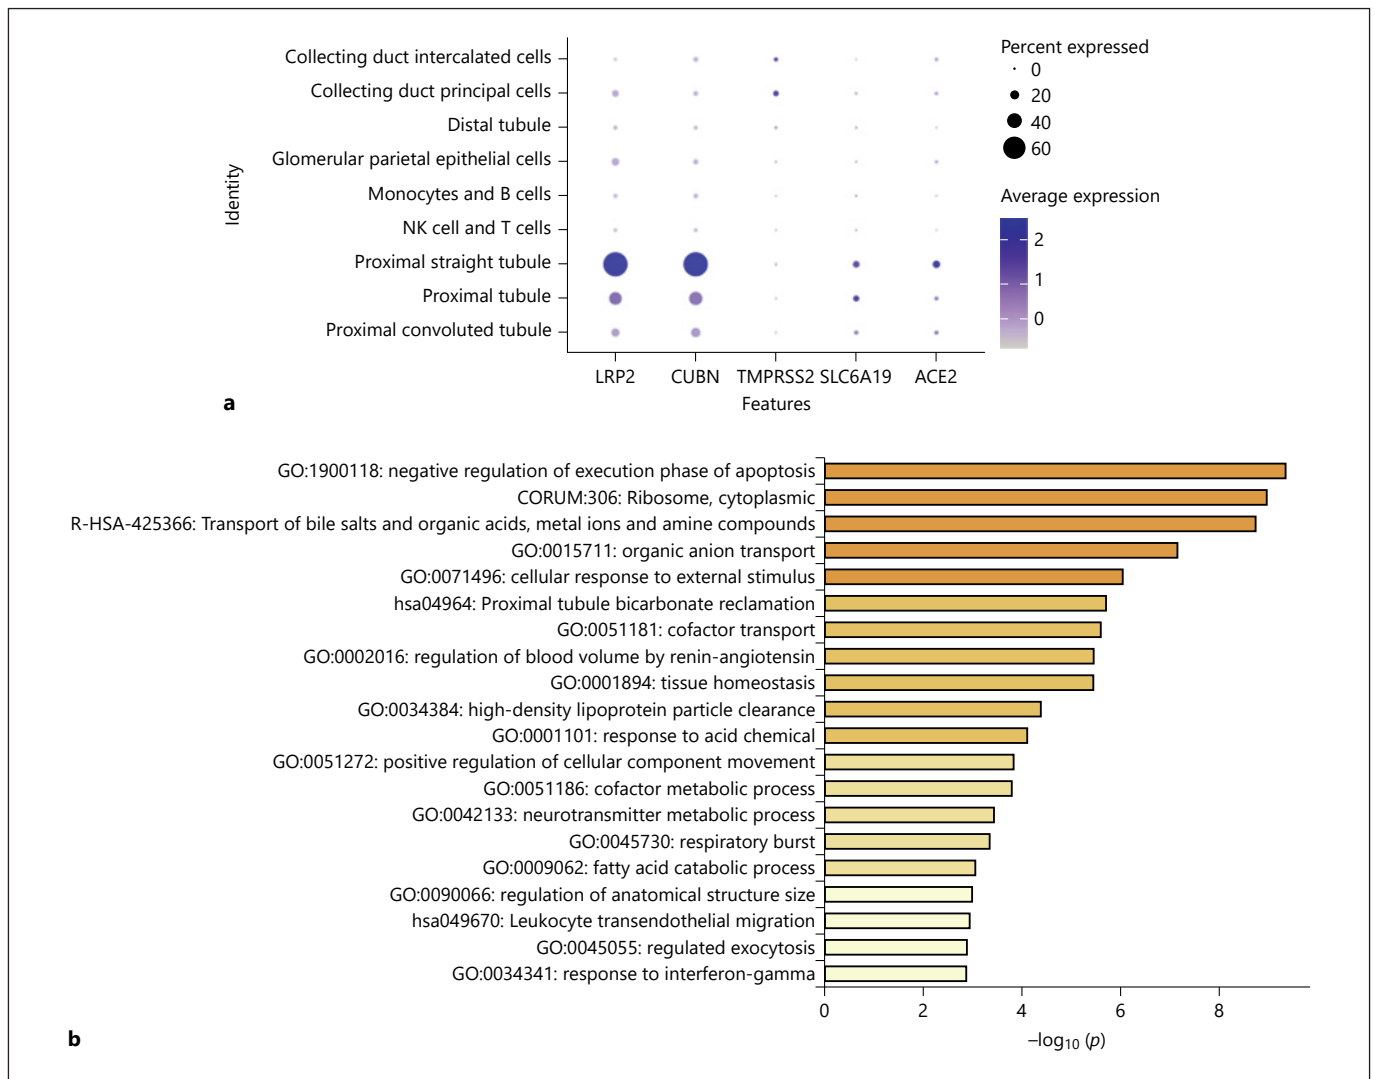 Collecting duct intercalated cells
Collecting duct principal cells
Distal tubule
Glomerular parietal epithelial cells
Monocytes and B cells
NK cell and T cells
Proximal straight tubule
Proximal tubule
Proximal convoluted tubule
Identity
LRP2 CUBN TMPRSS2 SLC6A19 ACE2
Features
Percent expressed
0
20
40
60
Average expression
2
1
0
a
GO:1900118: negative regulation of execution phase of apoptosis
CORUM:306: Ribosome, cytoplasmic
R-HSA-425366: Transport of bile salts and organic acids, metal ions and amine compounds
GO:0015711: organic anion transport
GO:0071496: cellular response to external stimulus
hsa04964: Proximal tubule bicarbonate reclamation
GO:0051181: cofactor transport
GO:0002016: regulation of blood volume by renin-angiotensin
GO:0001894: tissue homeostasis
GO:0034384: high-density lipoprotein particle clearance
GO:0001101: response to acid chemical
GO:0051272: positive regulation of cellular component movement
GO:0051186: cofactor metabolic process
GO:0042133: neurotransmitter metabolic process
GO:0045730: respiratory burst
GO:0009062: fatty acid catabolic process
GO:0090066: regulation of anatomical structure size
hsa049670: Leukocyte transendothelial migration
GO:0045055: regulated exocytosis
GO:0034341: response to interferon-gamma
0 2 4 6 8
–log₁₀ (p)
b